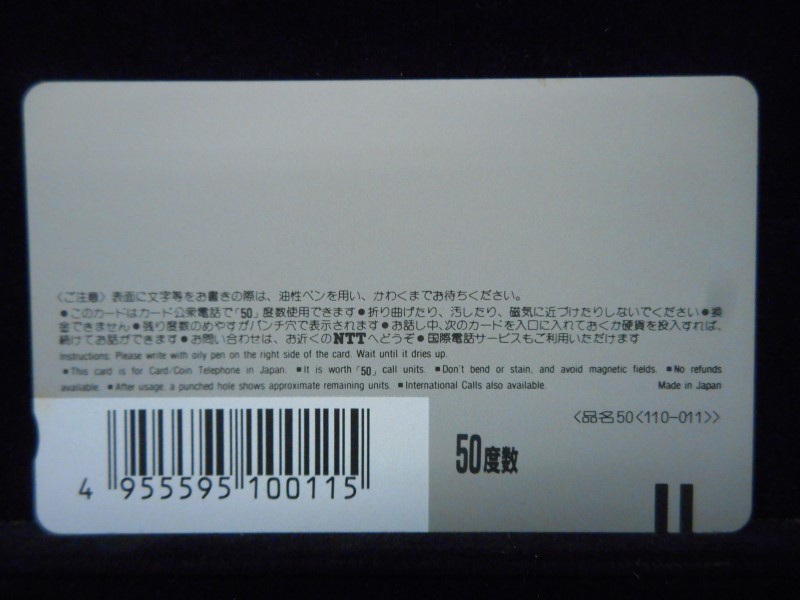 〈ご注意〉表面に文字等をお書きの際は、油性ペンを用い、かわくまでお待ちください。
●このカードはカード公衆電話で「50」度数使用できます●折り曲げたり、汚したり、磁気に近づけたりしないでください●換
金できません●残り度数のめやすがパンチ穴で表示されます●お話し中、次のカードを入口に入れておくか硬貨を投入すれば、
続けてお話ができます●お問い合わせは、お近くのNTTへどうぞ●国際電話サービスもご利用いただけます
Instructions: Please write with oily pen on the right side of the card. Wait until it dries up.
■This card is for Card/Coin Telephone in Japan. ■It is worth「50」call units. ■Don't bend or stain, and avoid magnetic fields. ■No refunds
available. ■After usage, a punched hole shows approximate remaining units. ■International Calls also available. Made in Japan
〈品名50〈110-011〉〉
50度数
4 955595 100115